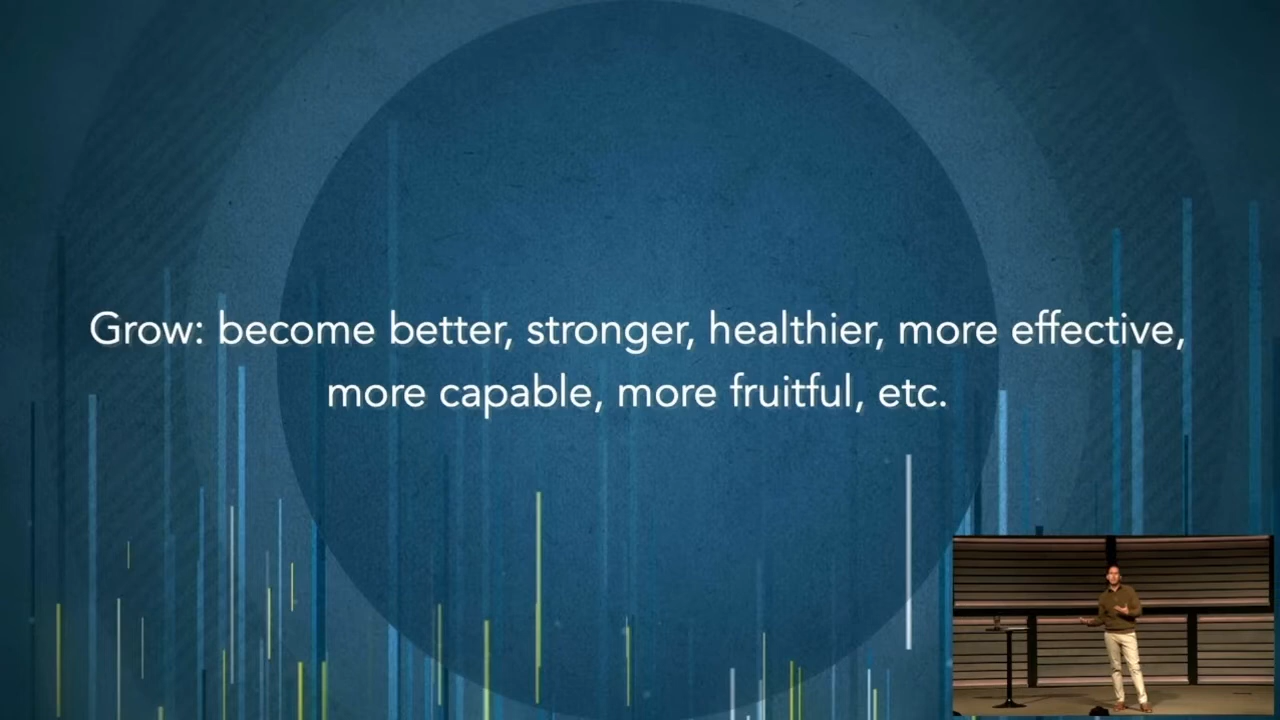 Grow: become better, stronger, healthier, more effective,
more capable, more fruitful, etc.